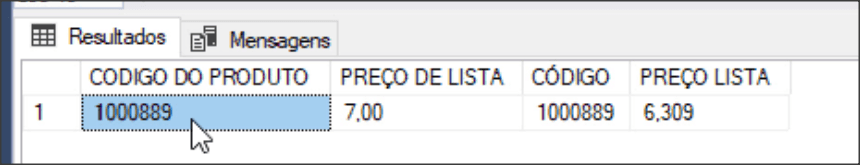 Resultados Mensagens
CODIGO DO PRODUTO PREÇO DE LISTA CÓDIGO PREÇO LISTA
1 1000889 7,00 1000889 6,309